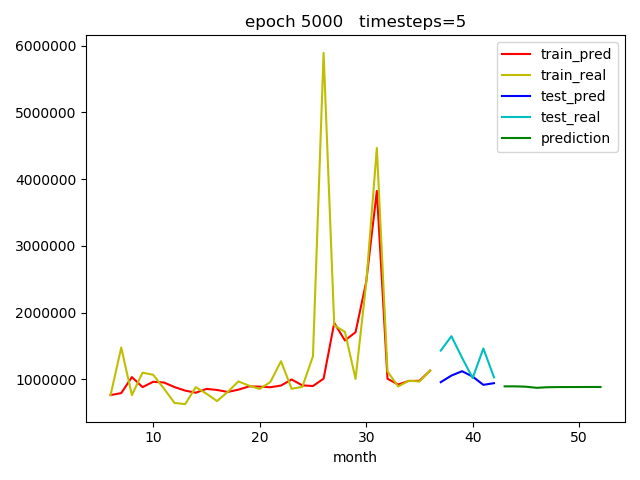 epoch 5000   timesteps=5
6000000
5000000
4000000
3000000
2000000
1000000
train_pred
train_real
test_pred
test_real
prediction
10 20 30 40 50
month